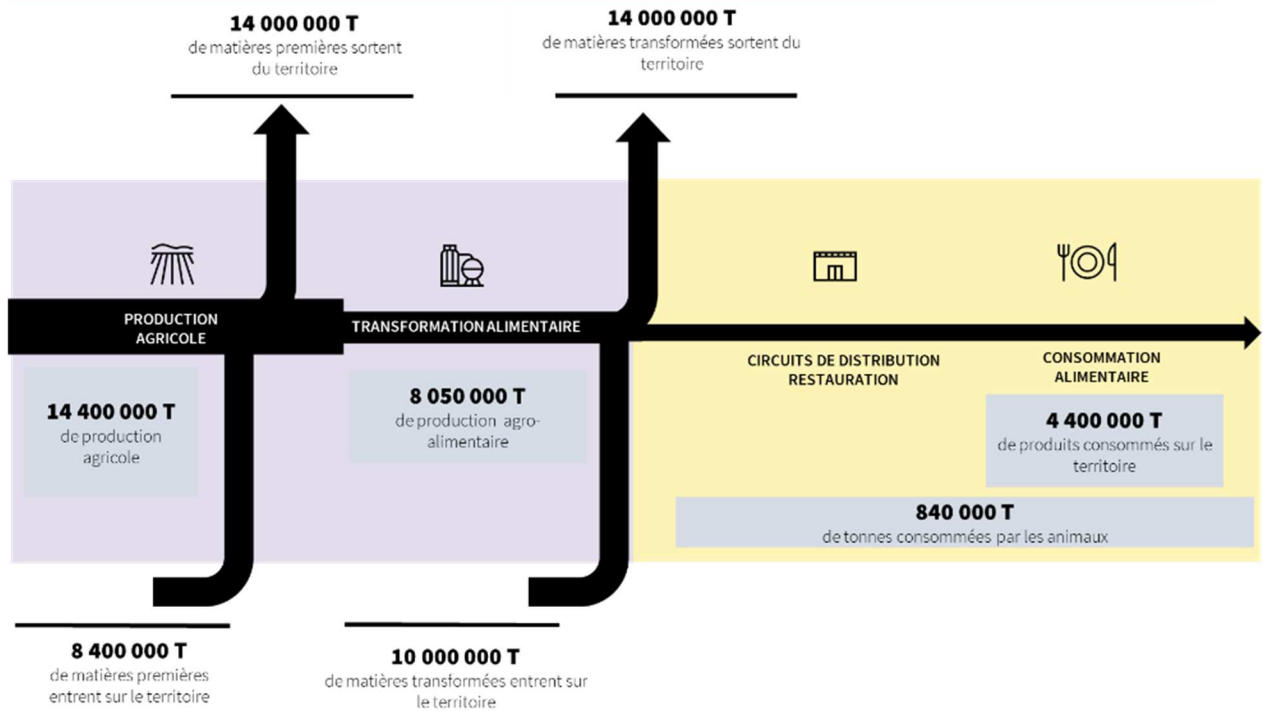 14 000 000 T
de matières premières sortent
du territoire
14 000 000 T
de matières transformées sortent du
territoire
PRODUCTION
AGRICOLE
TRANSFORMATION ALIMENTAIRE
CIRCUITS DE DISTRIBUTION
RESTAURATION
CONSOMMATION
ALIMENTAIRE
14 400 000 T
de production
agricole
8 050 000 T
de production agro-
alimentaire
4 400 000 T
de produits consommés sur le
territoire
840 000 T
de tonnes consommées par les animaux
8 400 000 T
de matières premières
entrent sur le territoire
10 000 000 T
de matières transformées entrent sur
le territoire